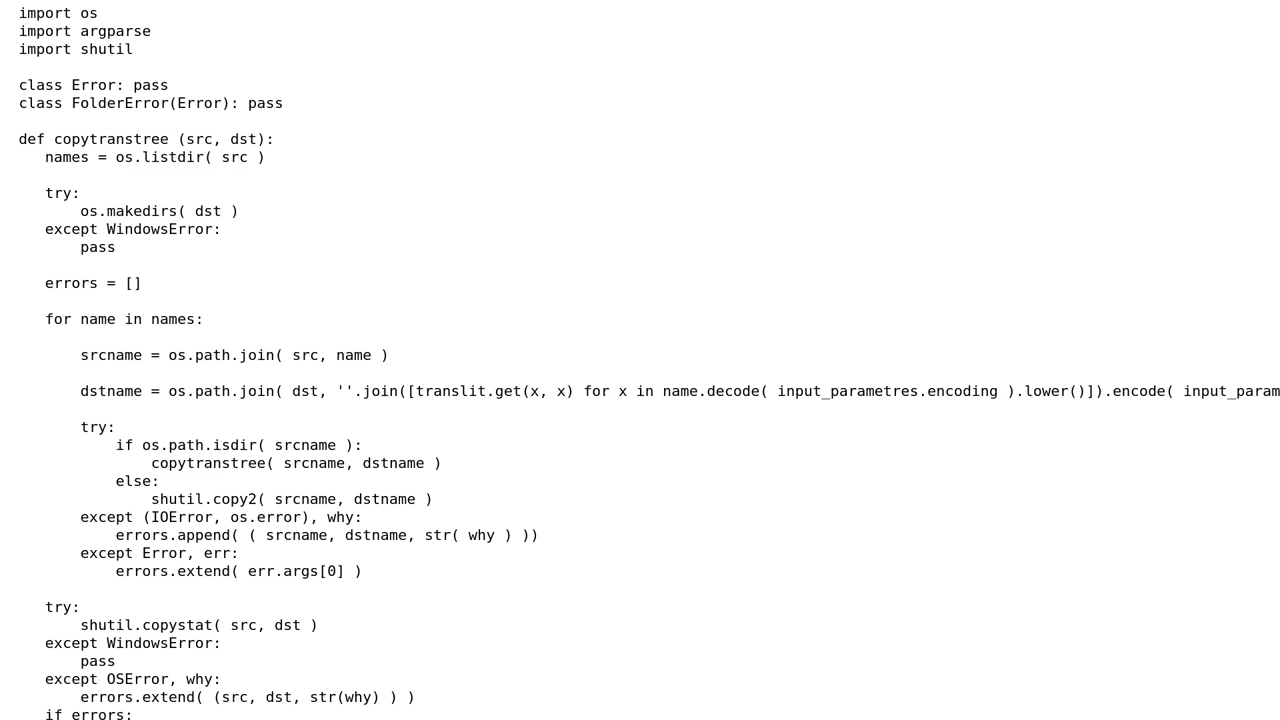 import os
import argparse
import shutil
class Error: pass
class FolderError(Error): pass
def copytranstree (src, dst):
names = os.listdir( src )
try:
os.makedirs( dst )
except WindowsError:
pass
errors = []
for name in names:
srcname = os.path.join( src, name )
dstname = os.path.join( dst, ''.join([translit.get(x, x) for x in name.decode( input_parametres.encoding ).lower()]).encode( input_param
try:
if os.path.isdir( srcname ):
copytranstree( srcname, dstname )
else:
shutil.copy2( srcname, dstname )
except (IOError, os.error), why:
errors.append( ( srcname, dstname, str( why ) ))
except Error, err:
errors.extend( err.args[0] )
try:
shutil.copystat( src, dst )
except WindowsError:
pass
except OSError, why:
errors.extend( (src, dst, str(why) ) )
if errors: